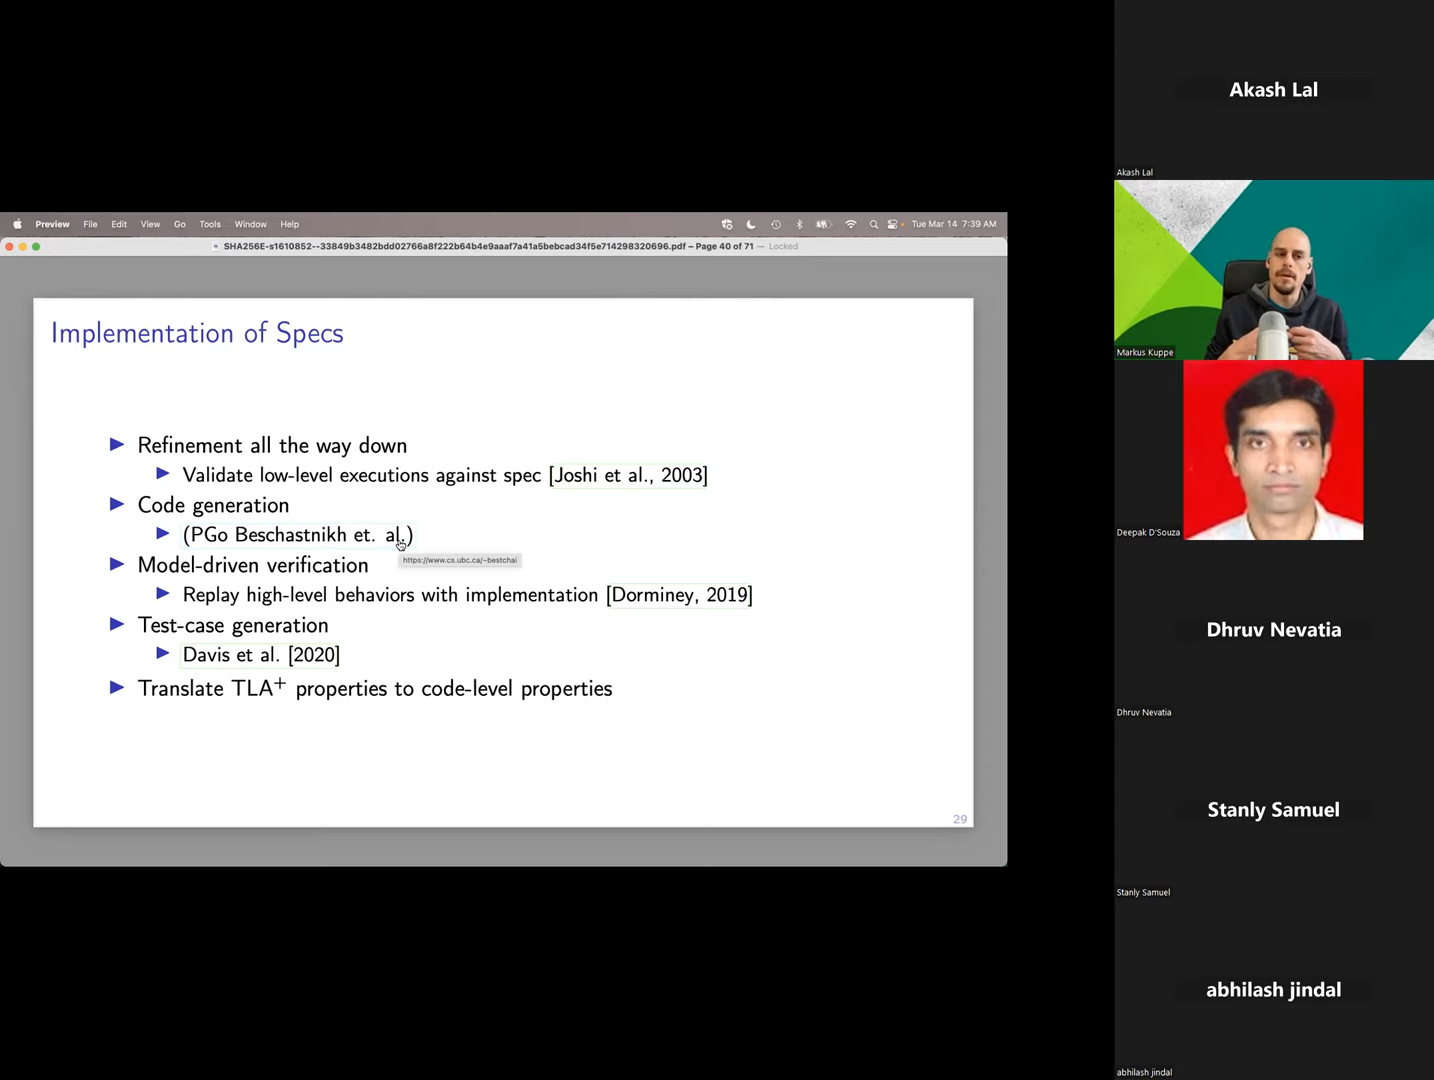 Preview File Edit View Go Tools Window Help
Tue Mar 14 7:39 AM
SHA256E-s1610852--33849b3482bdd02766a8f222b64b4e9aaaf7a41a5bebcad34f5e714298320696.pdf – Page 40 of 71 — Locked
Implementation of Specs
Refinement all the way down
Validate low-level executions against spec [Joshi et al., 2003]
Code generation
(PGo Beschastnikh et. al.)
https://www.cs.ubc.ca/~bestchai
Model-driven verification
Replay high-level behaviors with implementation [Dorminey, 2019]
Test-case generation
Davis et al. [2020]
Translate TLA+ properties to code-level properties
29
Akash Lal
Akash Lal
Markus Kuppe
Deepak D'Souza
Dhruv Nevatia
Dhruv Nevatia
Stanly Samuel
Stanly Samuel
abhilash jindal
abhilash jindal